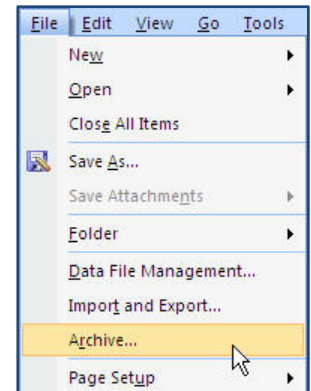 File Edit View Go Tools
New
Open
Close All Items
Save As...
Save Attachments
Folder
Data File Management...
Import and Export...
Archive...
Page Setup